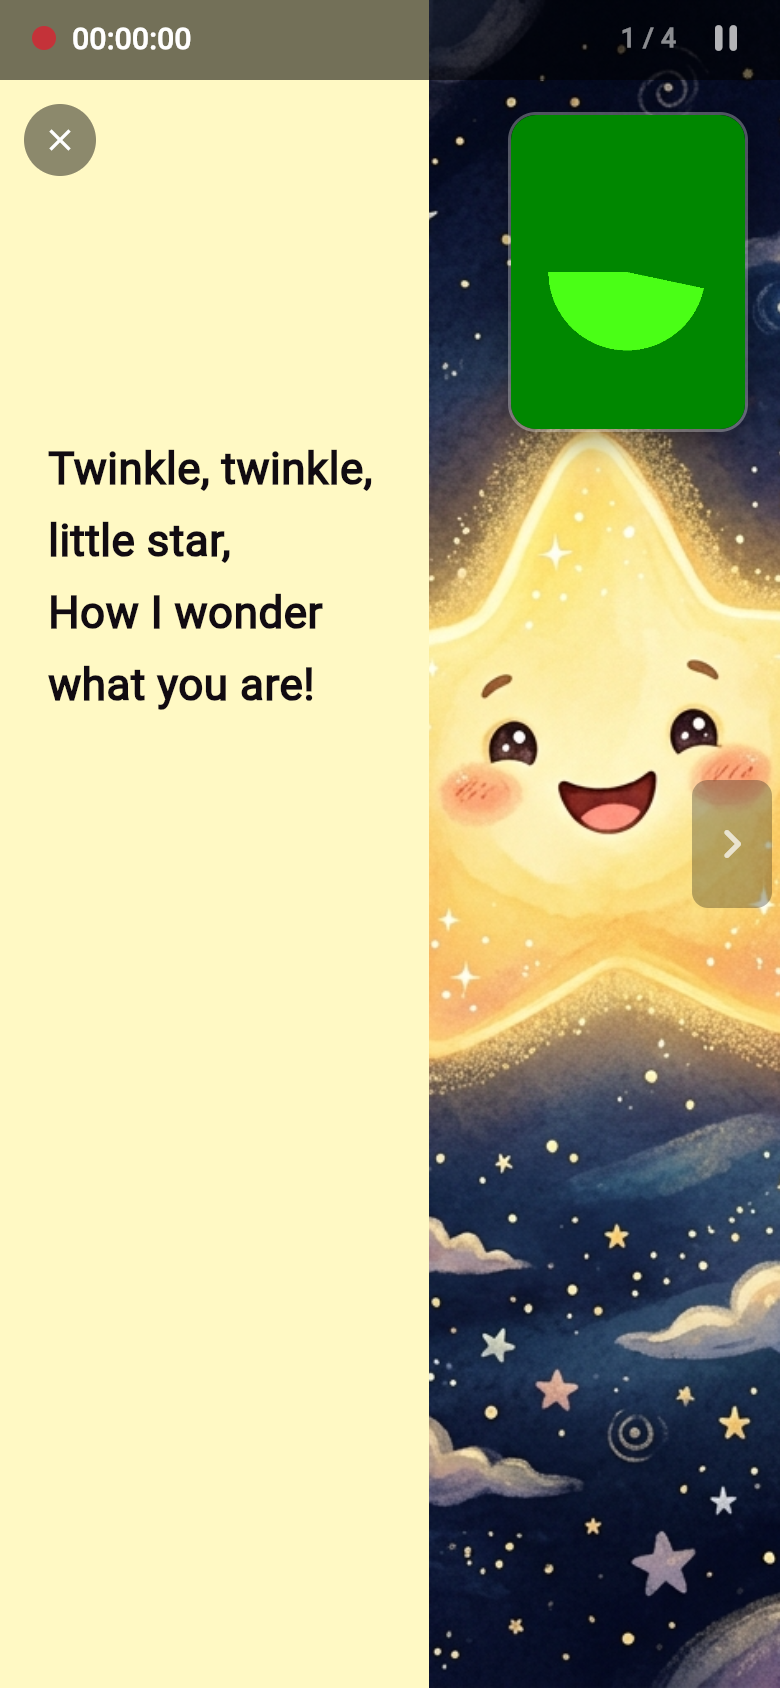 00:00:00
1 / 4
Twinkle, twinkle,
little star,
How I wonder
what you are!